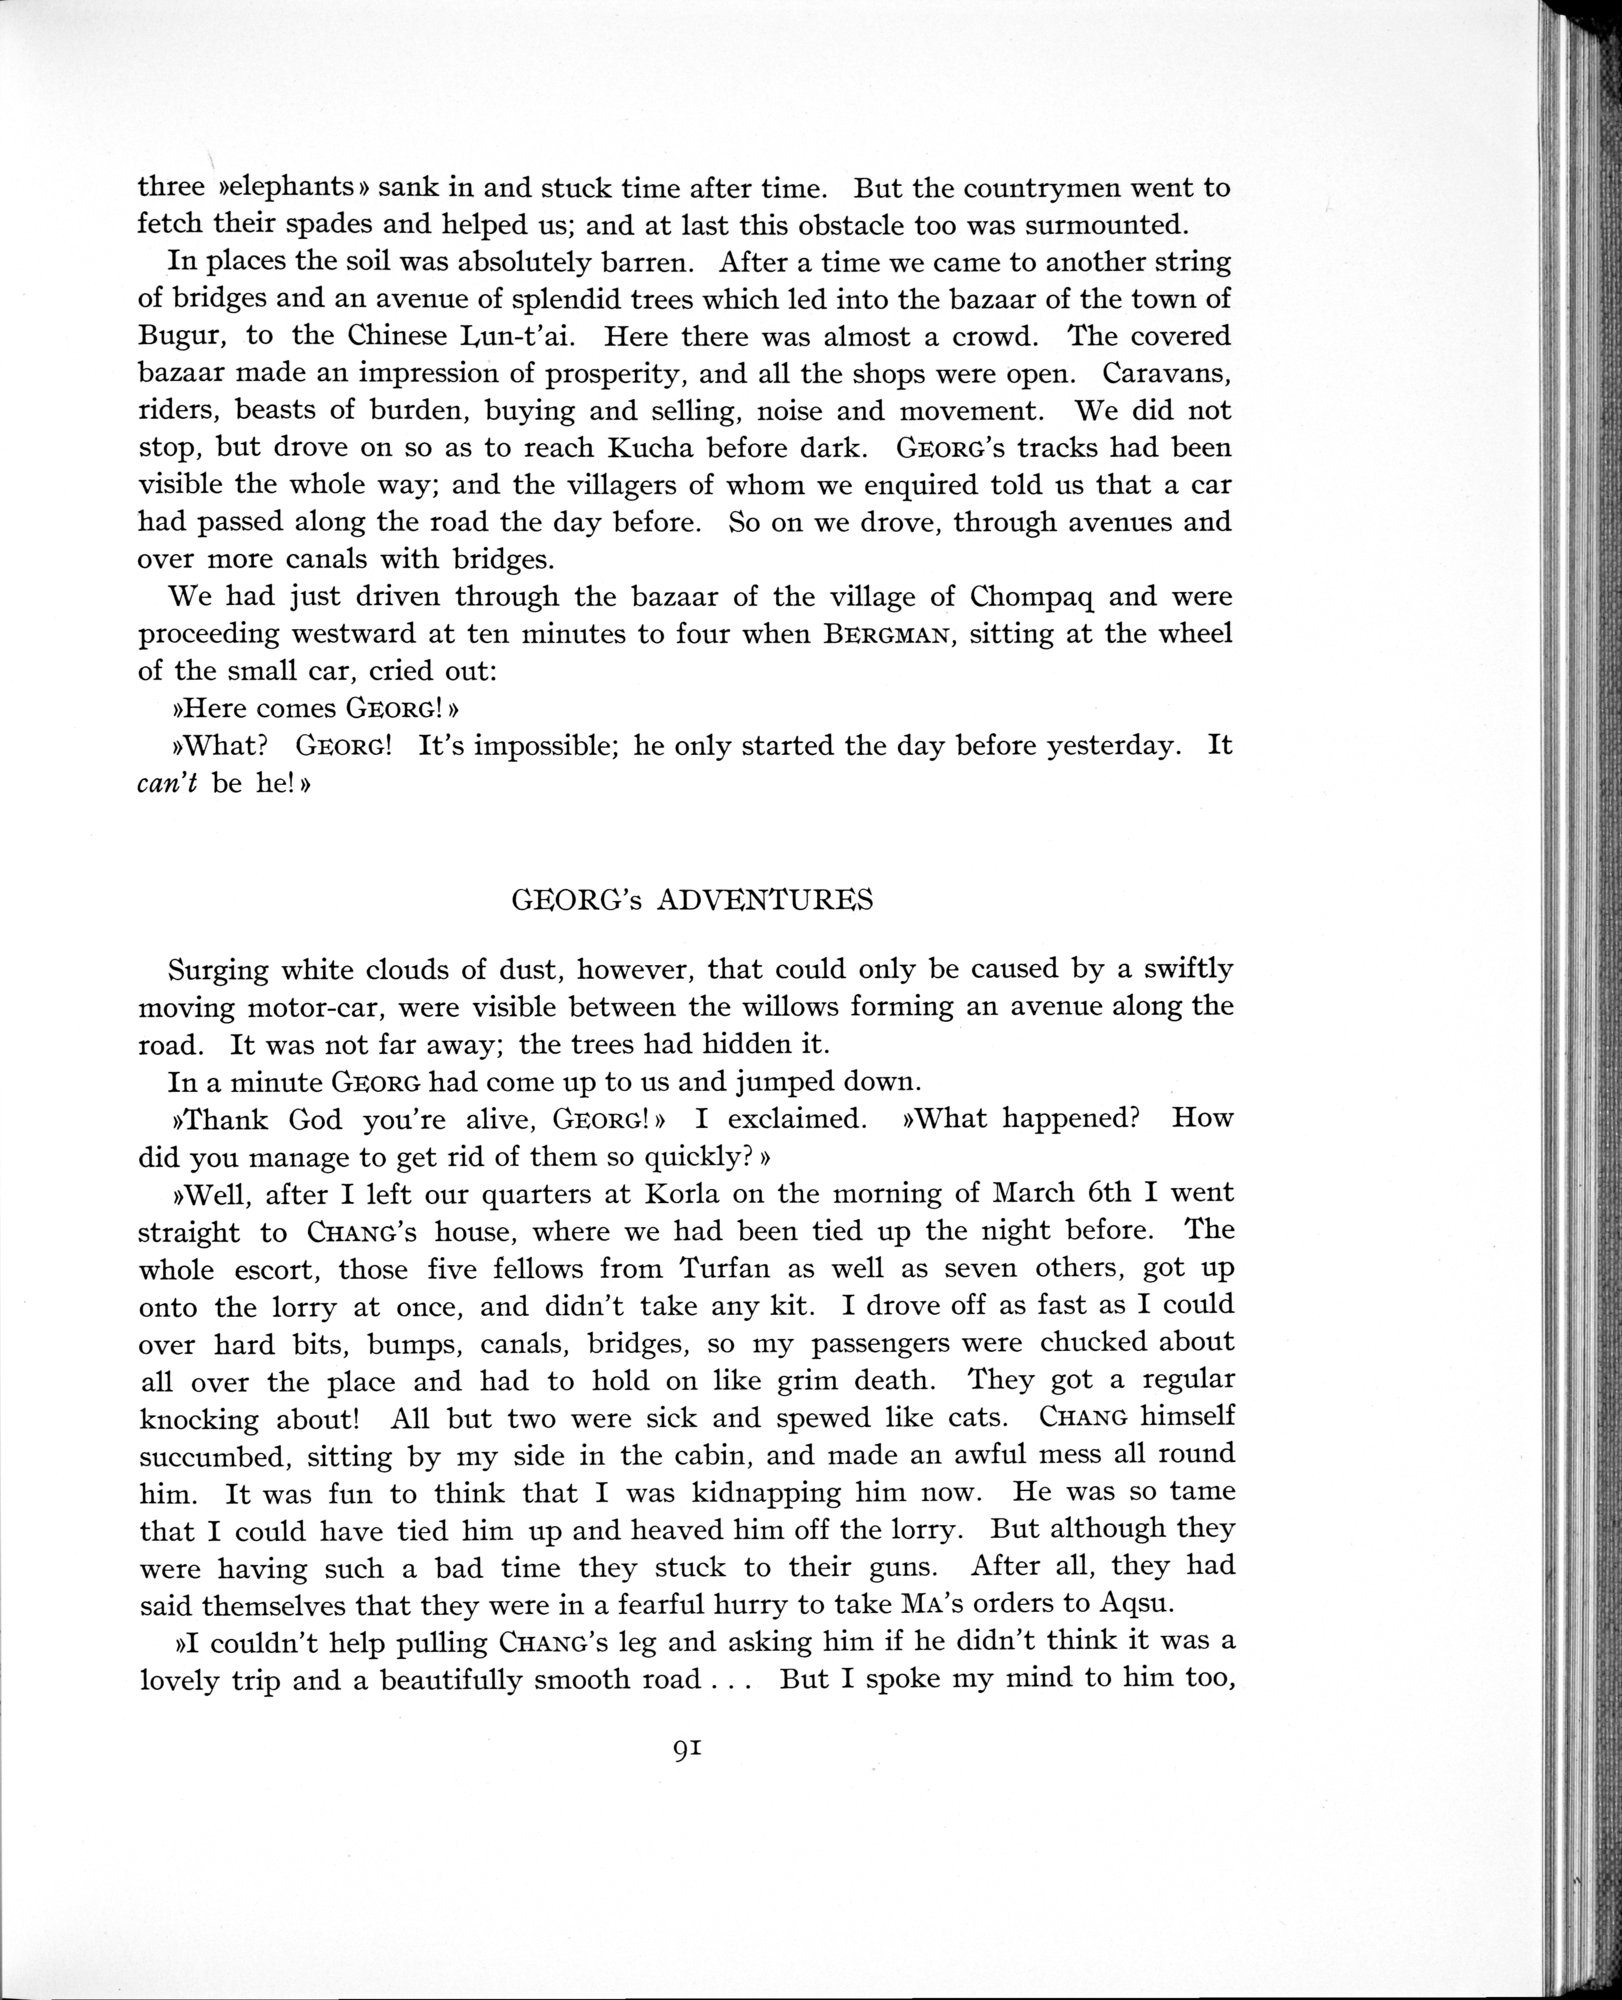 three »elephants» sank in and stuck time after time. But the countrymen went to
fetch their spades and helped us; and at last this obstacle too was surmounted.
In places the soil was absolutely barren. After a time we came to another string
of bridges and an avenue of splendid trees which led into the bazaar of the town of
Bugur, to the Chinese Lun-t'ai. Here there was almost a crowd. The covered
bazaar made an impression of prosperity, and all the shops were open. Caravans,
riders, beasts of burden, buying and selling, noise and movement. We did not
stop, but drove on so as to reach Kucha before dark. GEORG's tracks had been
visible the whole way; and the villagers of whom we enquired told us that a car
had passed along the road the day before. So on we drove, through avenues and
over more canals with bridges.
We had just driven through the bazaar of the village of Chompaq and were
proceeding westward at ten minutes to four when BERGMAN, sitting at the wheel
of the small car, cried out:
»Here comes GEORG!»
»What? GEORG! It's impossible; he only started the day before yesterday. It
can't be he!»
GEORG's ADVENTURES
Surging white clouds of dust, however, that could only be caused by a swiftly
moving motor-car, were visible between the willows forming an avenue along the
road. It was not far away; the trees had hidden it.
In a minute GEORG had come up to us and jumped down.
»Thank God you're alive, GEORG!» I exclaimed. »What happened? How
did you manage to get rid of them so quickly?»
»Well, after I left our quarters at Korla on the morning of March 6th I went
straight to CHANG's house, where we had been tied up the night before. The
whole escort, those five fellows from Turfan as well as seven others, got up
onto the lorry at once, and didn't take any kit. I drove off as fast as I could
over hard bits, bumps, canals, bridges, so my passengers were chucked about
all over the place and had to hold on like grim death. They got a regular
knocking about! All but two were sick and spewed like cats. CHANG himself
succumbed, sitting by my side in the cabin, and made an awful mess all round
him. It was fun to think that I was kidnapping him now. He was so tame
that I could have tied him up and heaved him off the lorry. But although they
were having such a bad time they stuck to their guns. After all, they had
said themselves that they were in a fearful hurry to take MA's orders to Aqsu.
»I couldn't help pulling CHANG's leg and asking him if he didn't think it was a
lovely trip and a beautifully smooth road . . . But I spoke my mind to him too,
91